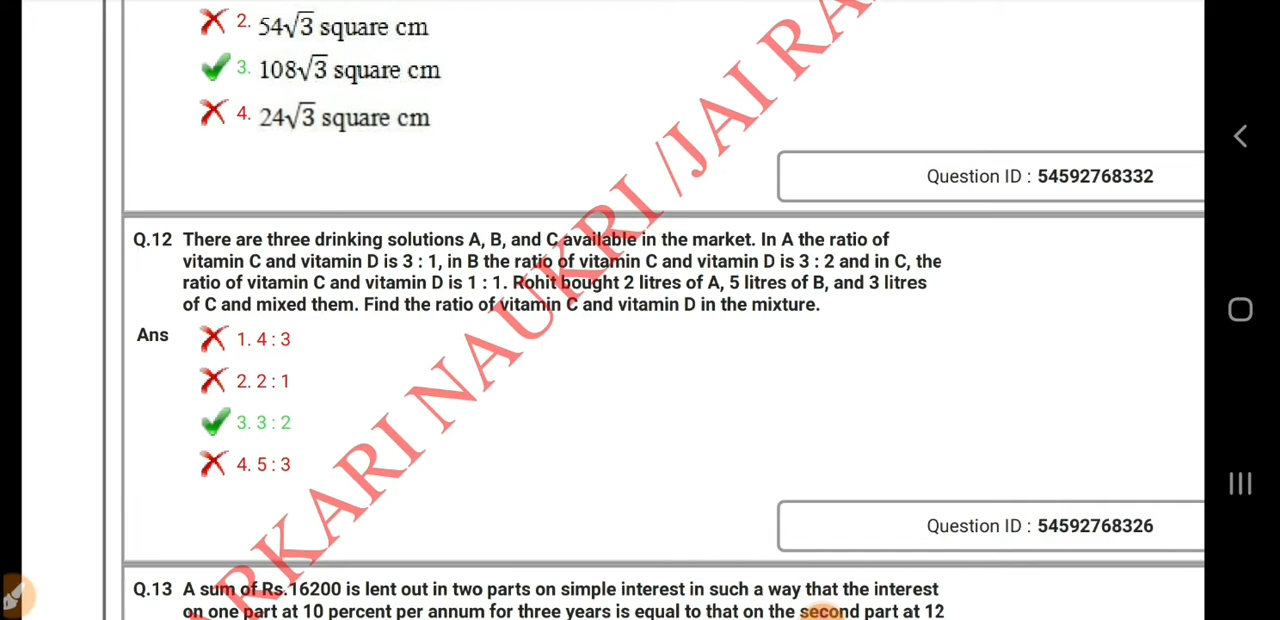 2. 54√3 square cm
3. 108√3 square cm
4. 24√3 square cm
Question ID : 54592768332
Q.12 There are three drinking solutions A, B, and C available in the market. In A the ratio of
vitamin C and vitamin D is 3 : 1, in B the ratio of vitamin C and vitamin D is 3 : 2 and in C, the
ratio of vitamin C and vitamin D is 1 : 1. Rohit bought 2 litres of A, 5 litres of B, and 3 litres
of C and mixed them. Find the ratio of vitamin C and vitamin D in the mixture.
Ans
1. 4 : 3
2. 2 : 1
3. 3 : 2
4. 5 : 3
Question ID : 54592768326
Q.13 A sum of Rs.16200 is lent out in two parts on simple interest in such a way that the interest
on one part at 10 percent per annum for three years is equal to that on the second part at 12
RKARI NAUKRI /JAI RA